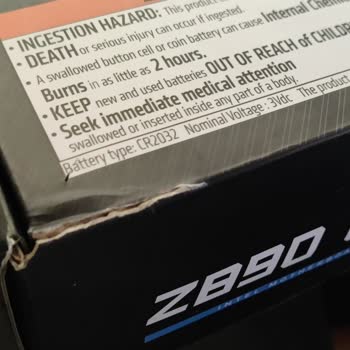 • INGESTION HAZARD: This product
• DEATH or serious injury can occur if ingested.
• A swallowed button cell or coin battery can cause Internal Chem
Burns in as little as 2 hours.
• KEEP new and used batteries OUT OF REACH of CHILDRE
• Seek immediate medical attention
swallowed or inserted inside any part of a body.
Battery type: CR2032 Nominal Voltage : 3Vdc The product
Z890
INTEL MOTHERBO